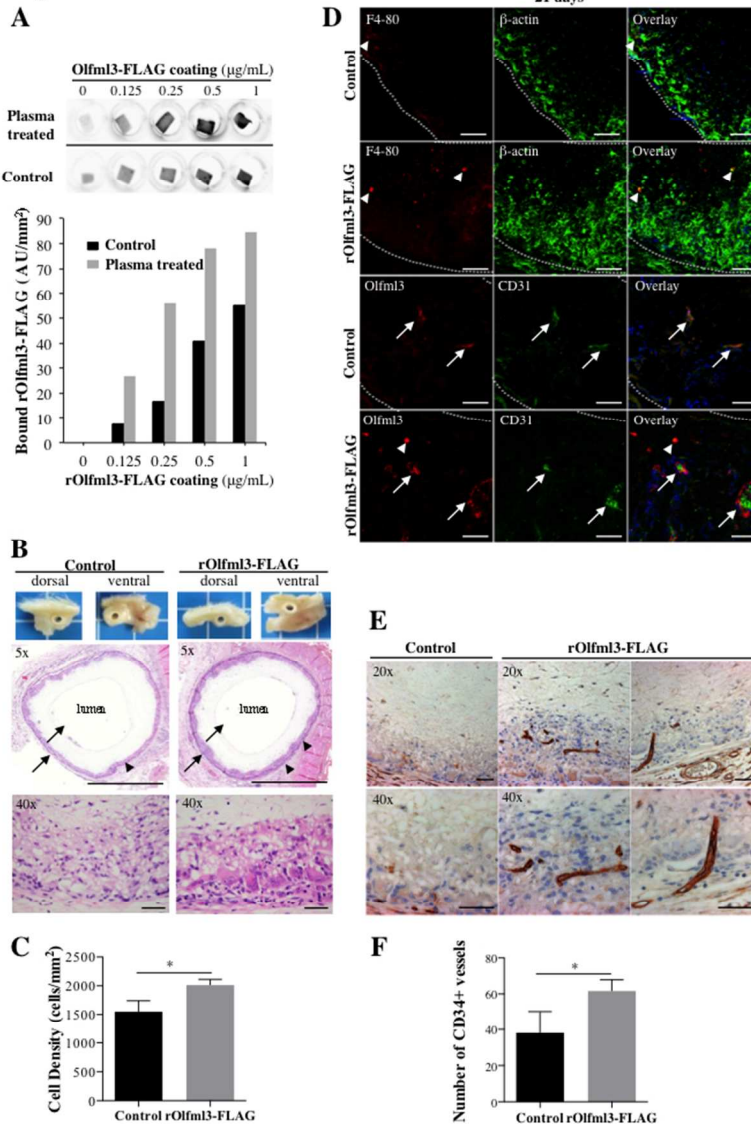 A
Olfml3-FLAG coating (µg/mL)
0 0.125 0.25 0.5 1
Plasma
treated
Control
90
80
70
60
50
40
30
20
10
0
Bound rOlfml3-FLAG (AU/mm²)
Control
Plasma treated
0 0.125 0.25 0.5 1
rOlfml3-FLAG coating (µg/mL)
B
Control rOlfml3-FLAG
dorsal ventral dorsal ventral
5x 5x
lumen lumen
40x 40x
C
Cell Density (cells/mm²)
2500
2000
1500
1000
500
0
*
Control rOlfml3-FLAG
D
21 days
Control
F4-80 β-actin Overlay
rOlfml3-FLAG
F4-80 β-actin Overlay
Control
Olfml3 CD31 Overlay
rOlfml3-FLAG
Olfml3 CD31 Overlay
E
Control rOlfml3-FLAG
20x 20x
40x 40x
F
Number of CD34+ vessels
80
60
40
20
0
*
Control rOlfml3-FLAG